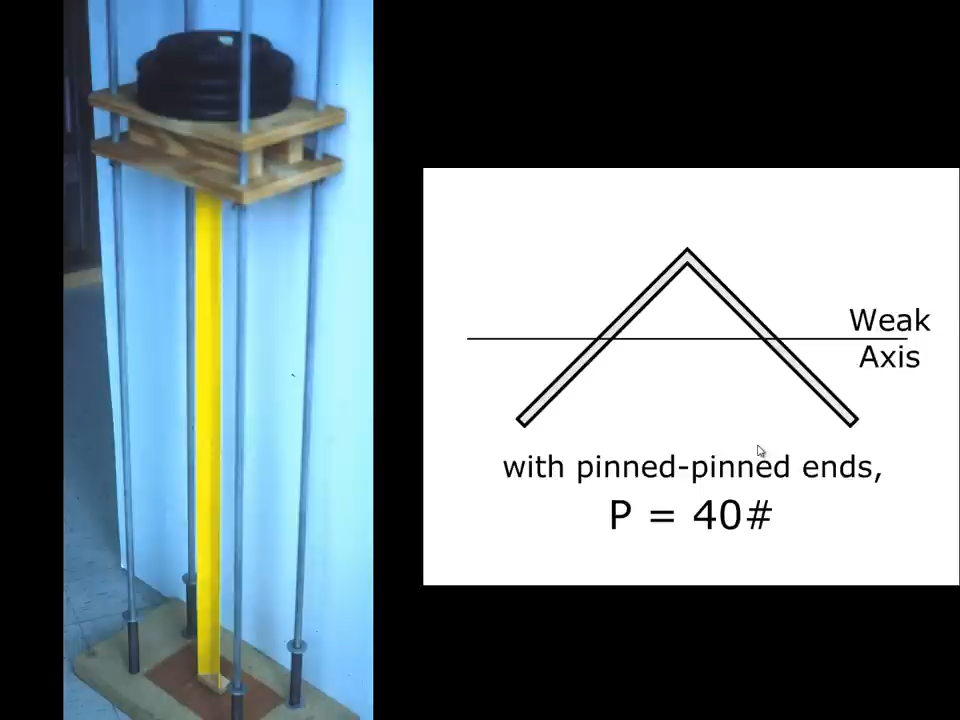 Weak
Axis
with pinned-pinned ends,
P = 40#